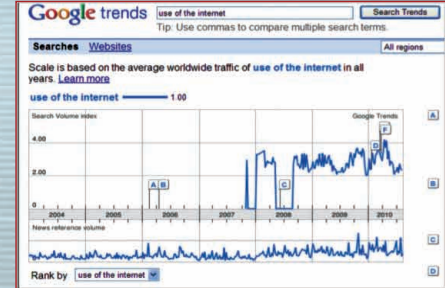 Google trends
use of the internet
Search Trends
Tip: Use commas to compare multiple search terms.
Searches Websites
All regions
Scale is based on the average worldwide traffic of use of the internet in all
years. Learn more
use of the internet 1.00
Search Volume index
Google Trends
A
F
4.00
D
2.00
A B
C
B
0
2004 2005 2006 2007 2008 2009 2010
News reference volume
C
Rank by use of the internet
D